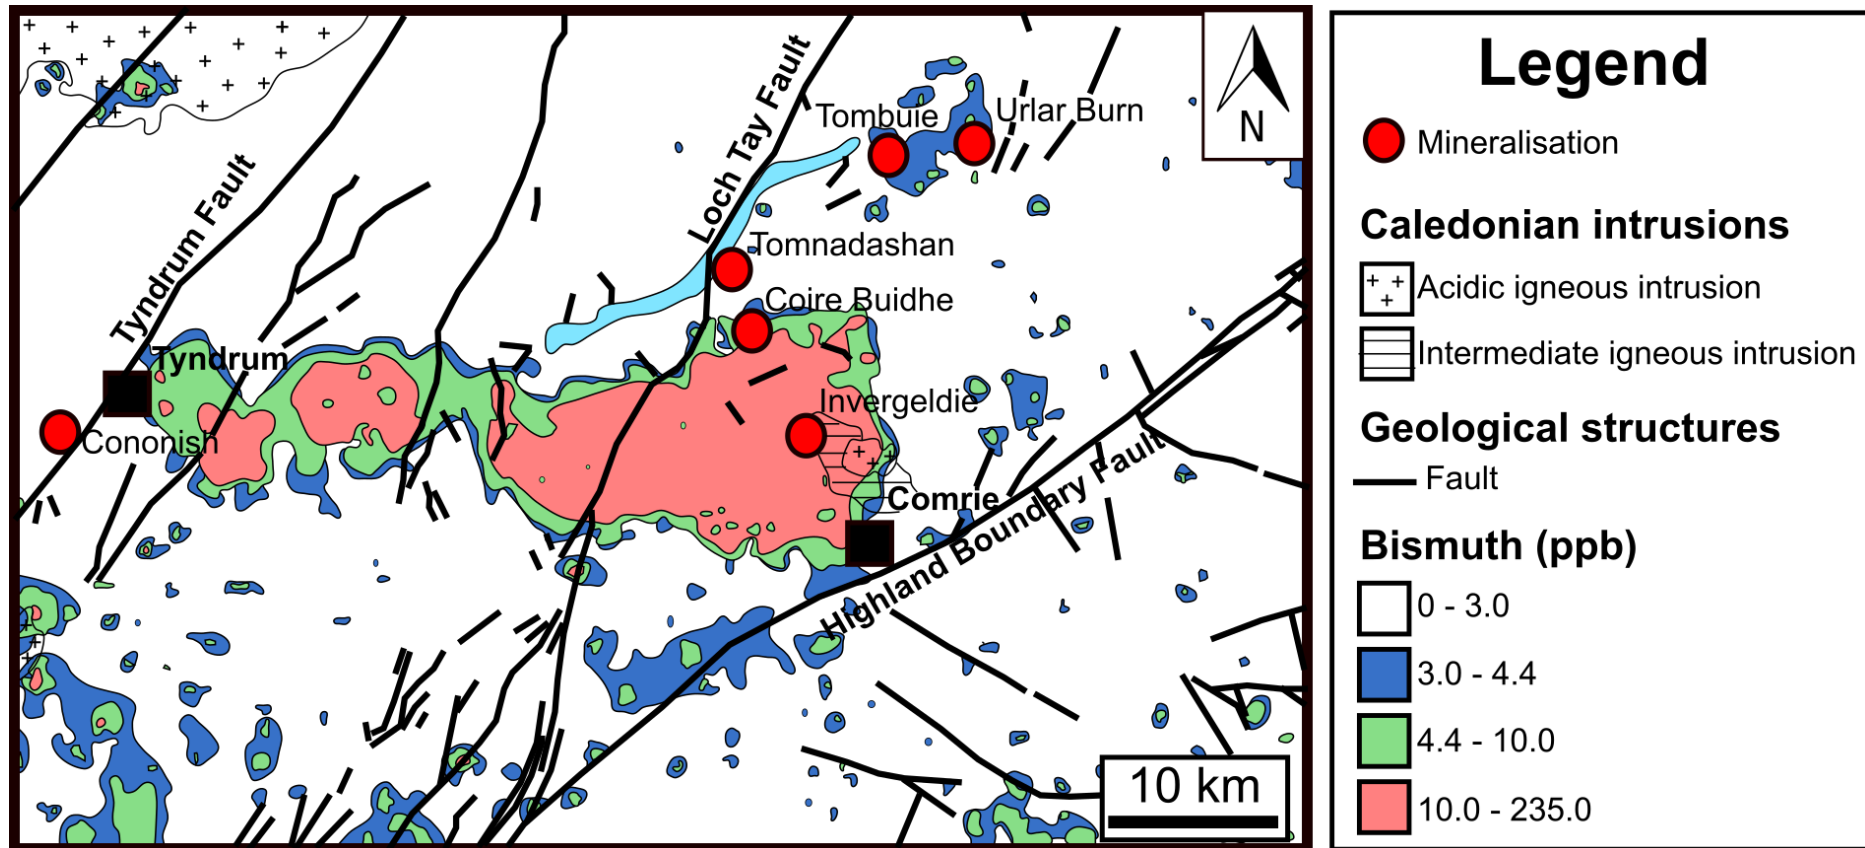 Tyndrum Fault
Loch Tay Fault
Tombuie
Urlar Burn
N
Tomnadashan
Coire Buidhe
Tyndrum
Cononish
Invergeldie
Comrie
Highland Boundary Fault
10 km
Legend
Mineralisation
Caledonian intrusions
Acidic igneous intrusion
Intermediate igneous intrusion
Geological structures
Fault
Bismuth (ppb)
0 - 3.0
3.0 - 4.4
4.4 - 10.0
10.0 - 235.0